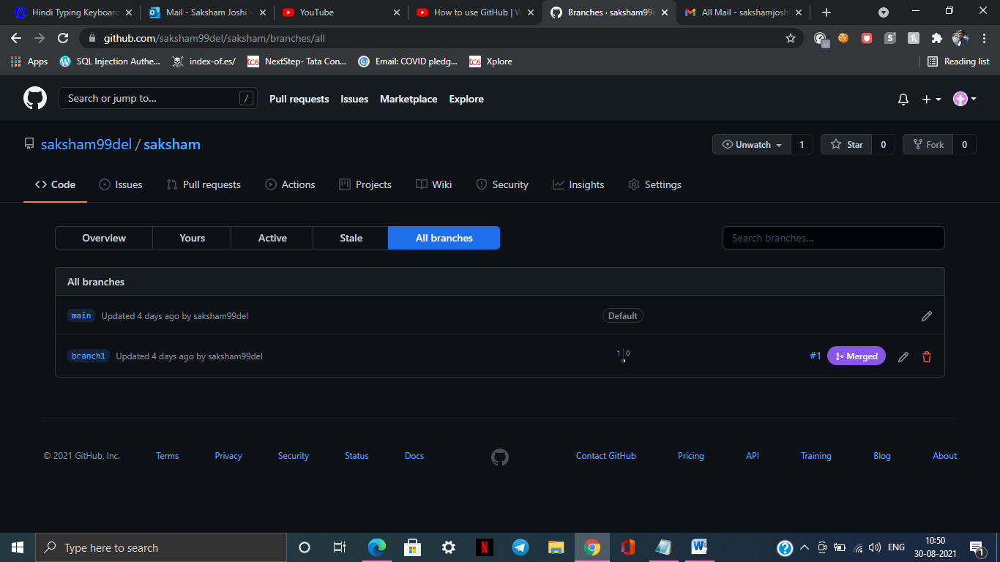 Hindi Typing Keyboard Mail - Saksham Joshi - YouTube How to use GitHub | W Branches · saksham99 All Mail - sakshamjosh
github.com/saksham99del/saksham/branches/all
Apps SQL Injection Authe... index-of.es/ NextStep- Tata Con... Email: COVID pledg... Xplore Reading list
Search or jump to... / Pull requests Issues Marketplace Explore
saksham99del / saksham Unwatch 1 Star 0 Fork 0
Code Issues Pull requests Actions Projects Wiki Security Insights Settings
Overview Yours Active Stale All branches Search branches...
All branches
main Updated 4 days ago by saksham99del Default
branch1 Updated 4 days ago by saksham99del 1 0 #1 Merged
© 2021 GitHub, Inc. Terms Privacy Security Status Docs Contact GitHub Pricing API Training Blog About
Type here to search ENG 10:50
30-08-2021 1